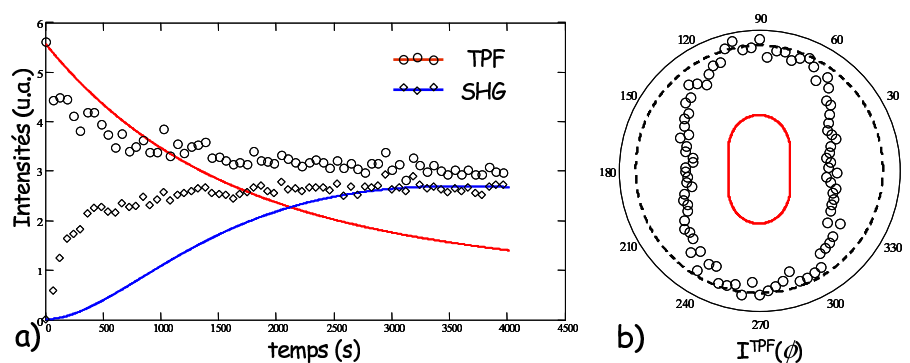 Intensités (u.a.)
6
5
4
3
2
1
0
TPF
SHG
0 500 1000 1500 2000 2500 3000 3500 4000 4500
temps (s)
a)
90
120 60
150 30
180
210 330
240 300
270
I^TPF(ϕ)
b)